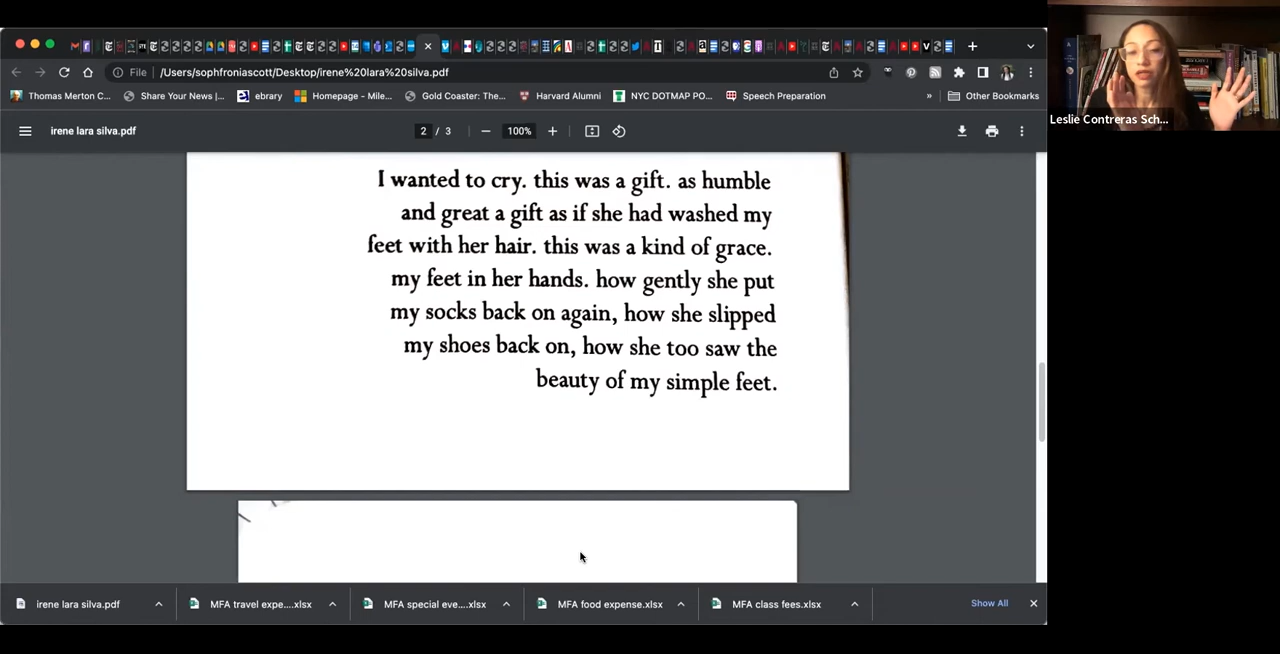 File
/Users/sophfroniascott/Desktop/irene%20lara%20silva.pdf
Thomas Merton C...
Share Your News |...
ebrary
Homepage - Mile...
Gold Coaster: The...
Harvard Alumni
NYC DOTMAP PO...
Speech Preparation
»
Other Bookmarks
irene lara silva.pdf
2 / 3
100%
I wanted to cry. this was a gift. as humble
and great a gift as if she had washed my
feet with her hair. this was a kind of grace.
my feet in her hands. how gently she put
my socks back on again, how she slipped
my shoes back on, how she too saw the
beauty of my simple feet.
irene lara silva.pdf
MFA travel expe....xlsx
MFA special eve....xlsx
MFA food expense.xlsx
MFA class fees.xlsx
Show All
Leslie Contreras Sch...